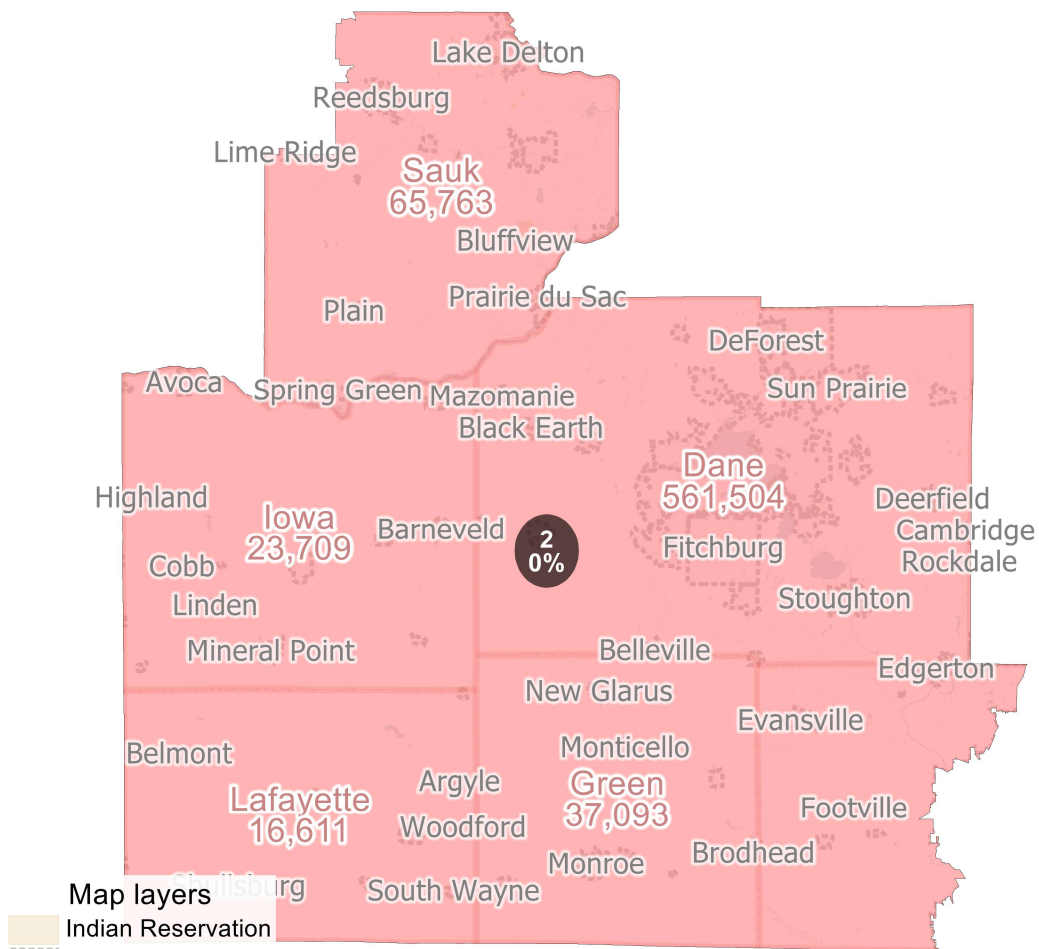 Lake Delton
Reedsburg
Lime Ridge
Sauk
65,763
Bluffview
Prairie du Sac
Plain
DeForest
Avoca
Spring Green
Mazomanie
Sun Prairie
Black Earth
Dane
561,504
Highland
Deerfield
Iowa
23,709
Barneveld
2
0%
Cambridge
Fitchburg
Rockdale
Cobb
Linden
Stoughton
Mineral Point
Belleville
Edgerton
New Glarus
Evansville
Belmont
Monticello
Argyle
Green
37,093
Lafayette
16,611
Footville
Woodford
Brodhead
Monroe
Shullsburg
South Wayne
Map layers
Indian Reservation